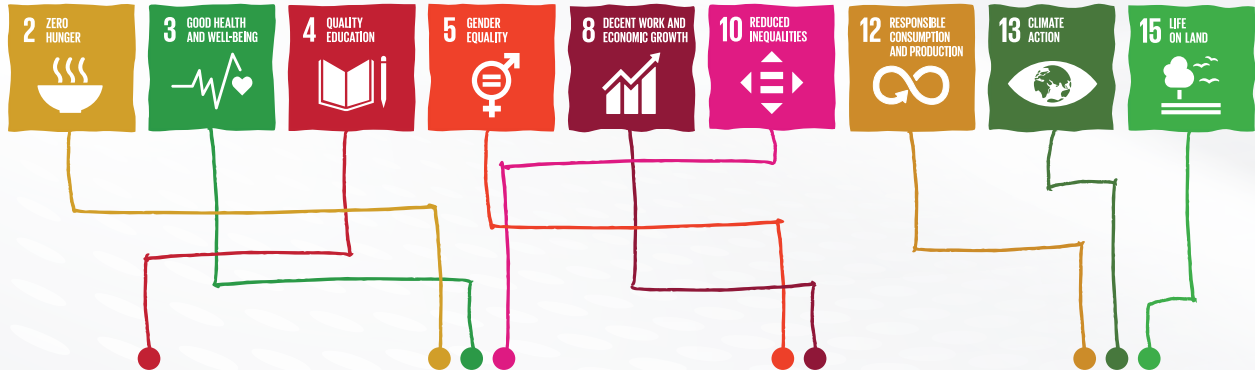 2 ZERO
HUNGER
3 GOOD HEALTH
AND WELL-BEING
4 QUALITY
EDUCATION
5 GENDER
EQUALITY
8 DECENT WORK AND
ECONOMIC GROWTH
10 REDUCED
INEQUALITIES
12 RESPONSIBLE
CONSUMPTION
AND PRODUCTION
13 CLIMATE
ACTION
15 LIFE
ON LAND